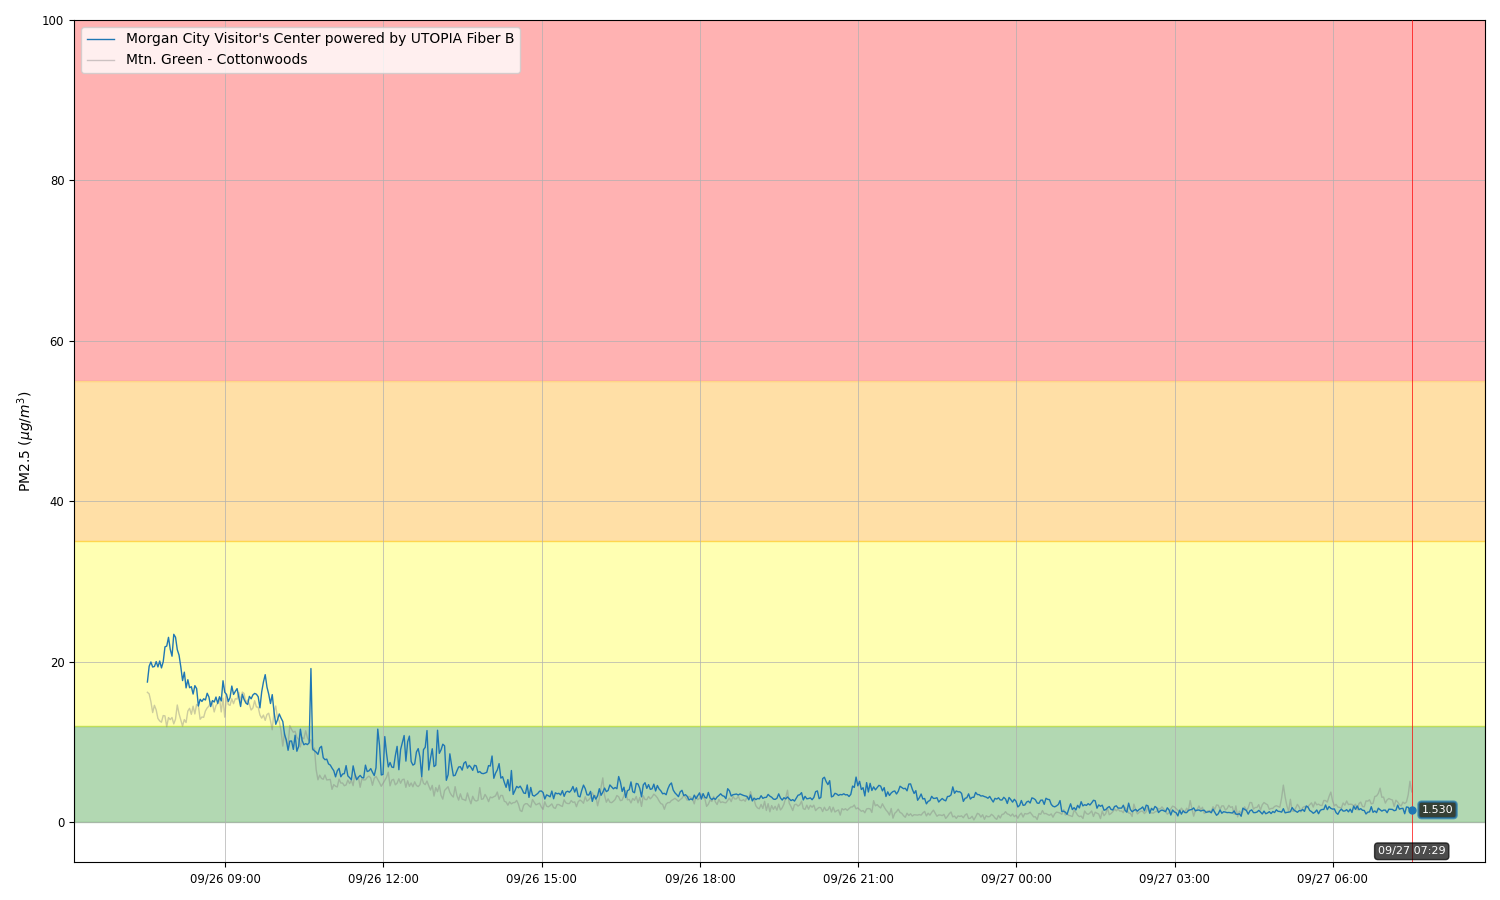 Morgan City Visitor's Center powered by UTOPIA Fiber B
Mtn. Green - Cottonwoods
100
80
60
40
20
0
PM2.5 (μg/m³)
1.530
09/27 07:29
09/26 09:00 09/26 12:00 09/26 15:00 09/26 18:00 09/26 21:00 09/27 00:00 09/27 03:00 09/27 06:00